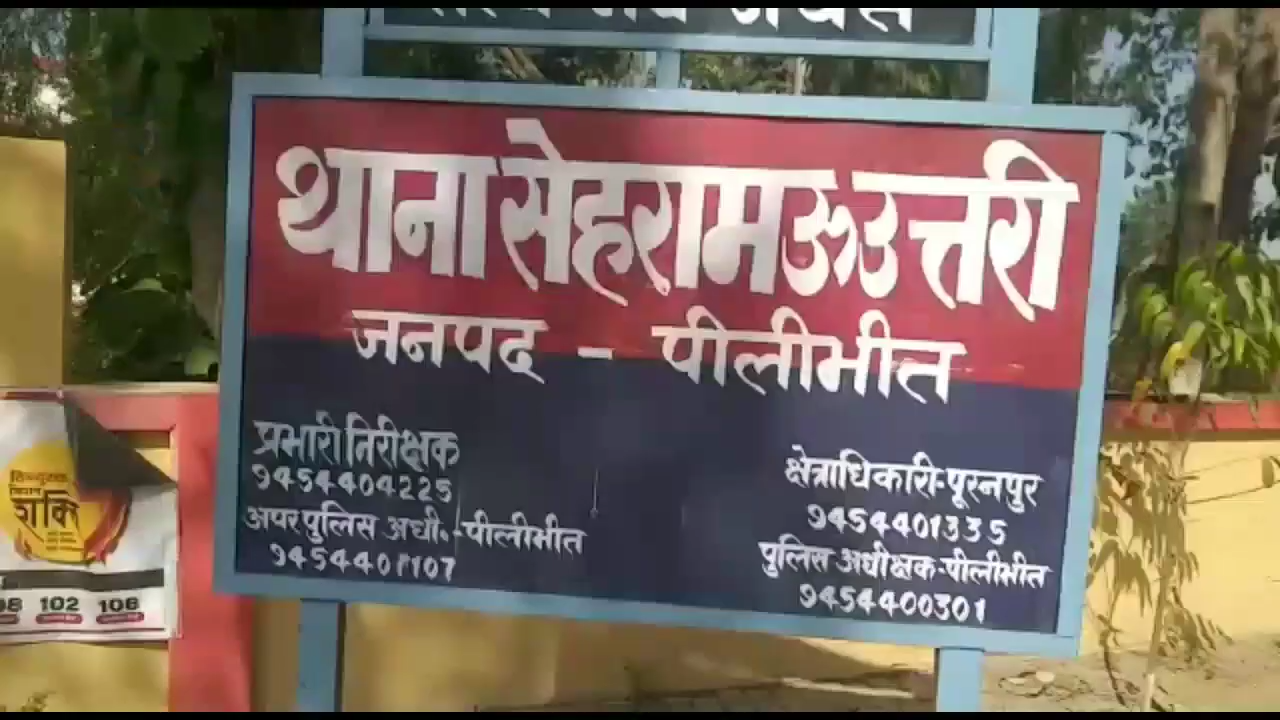 थाना सेहरामऊ उत्तरी
जनपद - पीलीभीत
प्रभारी निरीक्षक
9454404225
अपर पुलिस अधी॰-पीलीभीत
9454401107
क्षेत्राधिकारी-पूरनपुर
9454401335
पुलिस अधीक्षक-पीलीभीत
9454400301
शक्ति
98 102 108